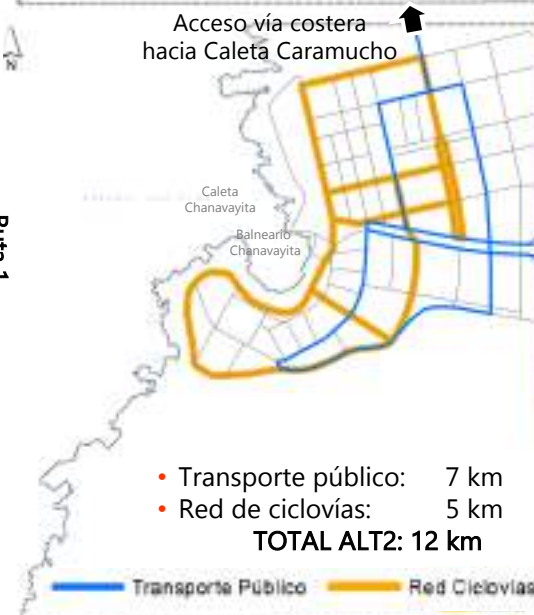 Acceso vía costera
hacia Caleta Caramucho
N
Caleta
Chanavayita
Balneario
Chanavayita
Ruta 1
• Transporte público: 7 km
• Red de ciclovías: 5 km
TOTAL ALT2: 12 km
Transporte Público
Red Ciclovías